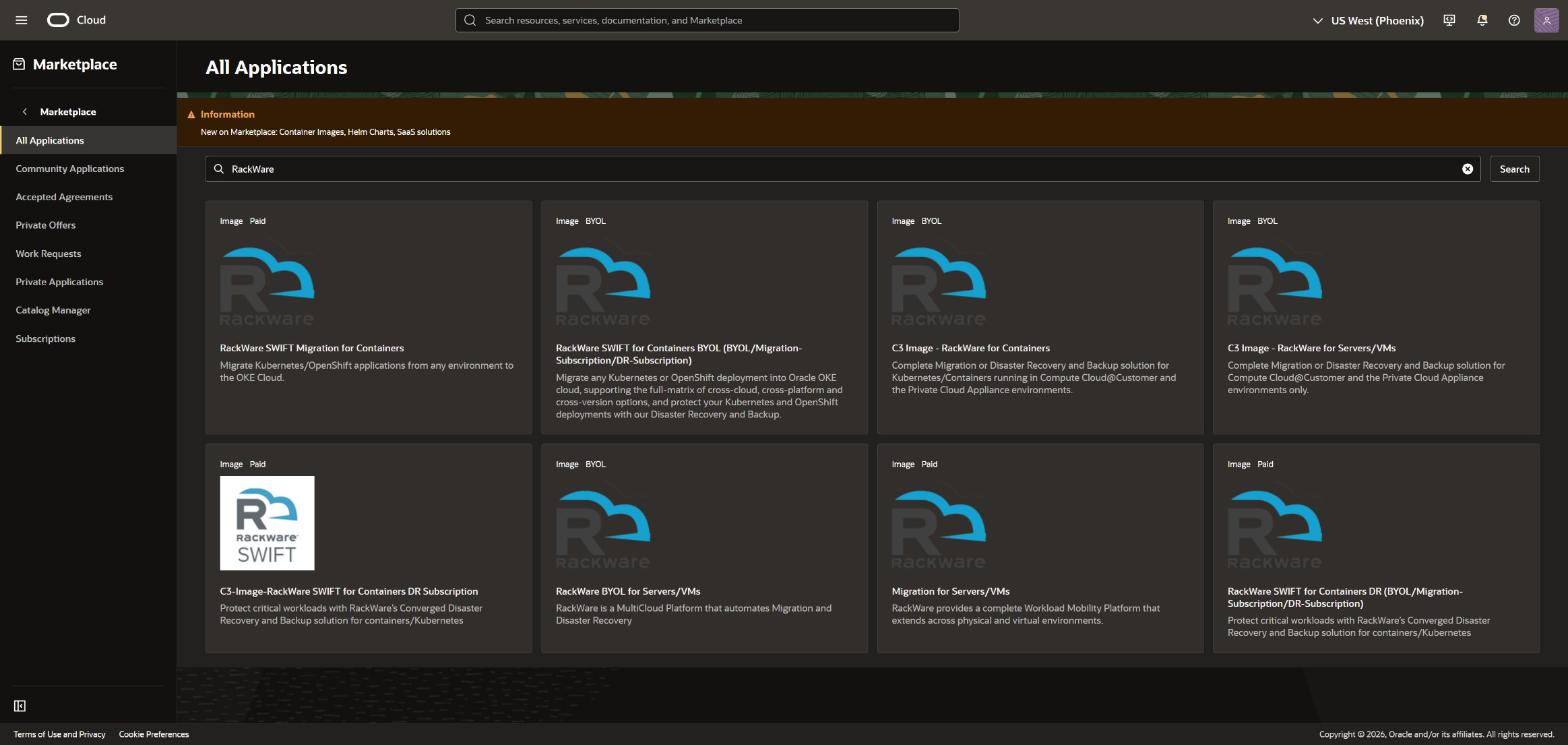 Cloud
Search resources, services, documentation, and Marketplace
US West (Phoenix)
Marketplace
Marketplace
All Applications
Community Applications
Accepted Agreements
Private Offers
Work Requests
Private Applications
Catalog Manager
Subscriptions
All Applications
Information
New on Marketplace: Container Images, Helm Charts, SaaS solutions
RackWare
Search
Image Paid
RACKWARE
RackWare SWIFT Migration for Containers
Migrate Kubernetes/OpenShift applications from any environment to
the OKE Cloud.
Image BYOL
RACKWARE
RackWare SWIFT for Containers BYOL (BYOL/Migration-
Subscription/DR-Subscription)
Migrate any Kubernetes or OpenShift deployment into Oracle OKE
cloud, supporting the full-matrix of cross-cloud, cross-platform and
cross-version options, and protect your Kubernetes and OpenShift
deployments with our Disaster Recovery and Backup.
Image BYOL
RACKWARE
C3 Image - RackWare for Containers
Complete Migration or Disaster Recovery and Backup solution for
Kubernetes/Containers running in Compute Cloud@Customer and
the Private Cloud Appliance environments.
Image BYOL
RACKWARE
C3 Image - RackWare for Servers/VMs
Complete Migration or Disaster Recovery and Backup solution for
Compute Cloud@Customer and the Private Cloud Appliance
environments only.
Image Paid
RACKWARE
SWIFT
C3-Image-RackWare SWIFT for Containers DR Subscription
Protect critical workloads with RackWare's Converged Disaster
Recovery and Backup solution for containers/Kubernetes
Image BYOL
RACKWARE
RackWare BYOL for Servers/VMs
RackWare is a MultiCloud Platform that automates Migration and
Disaster Recovery
Image Paid
RACKWARE
Migration for Servers/VMs
RackWare provides a complete Workload Mobility Platform that
extends across physical and virtual environments.
Image Paid
RACKWARE
RackWare SWIFT for Containers DR (BYOL/Migration-
Subscription/DR-Subscription)
Protect critical workloads with RackWare's Converged Disaster
Recovery and Backup solution for containers/Kubernetes
Terms of Use and Privacy
Cookie Preferences
Copyright © 2026, Oracle and/or its affiliates. All rights reserved.